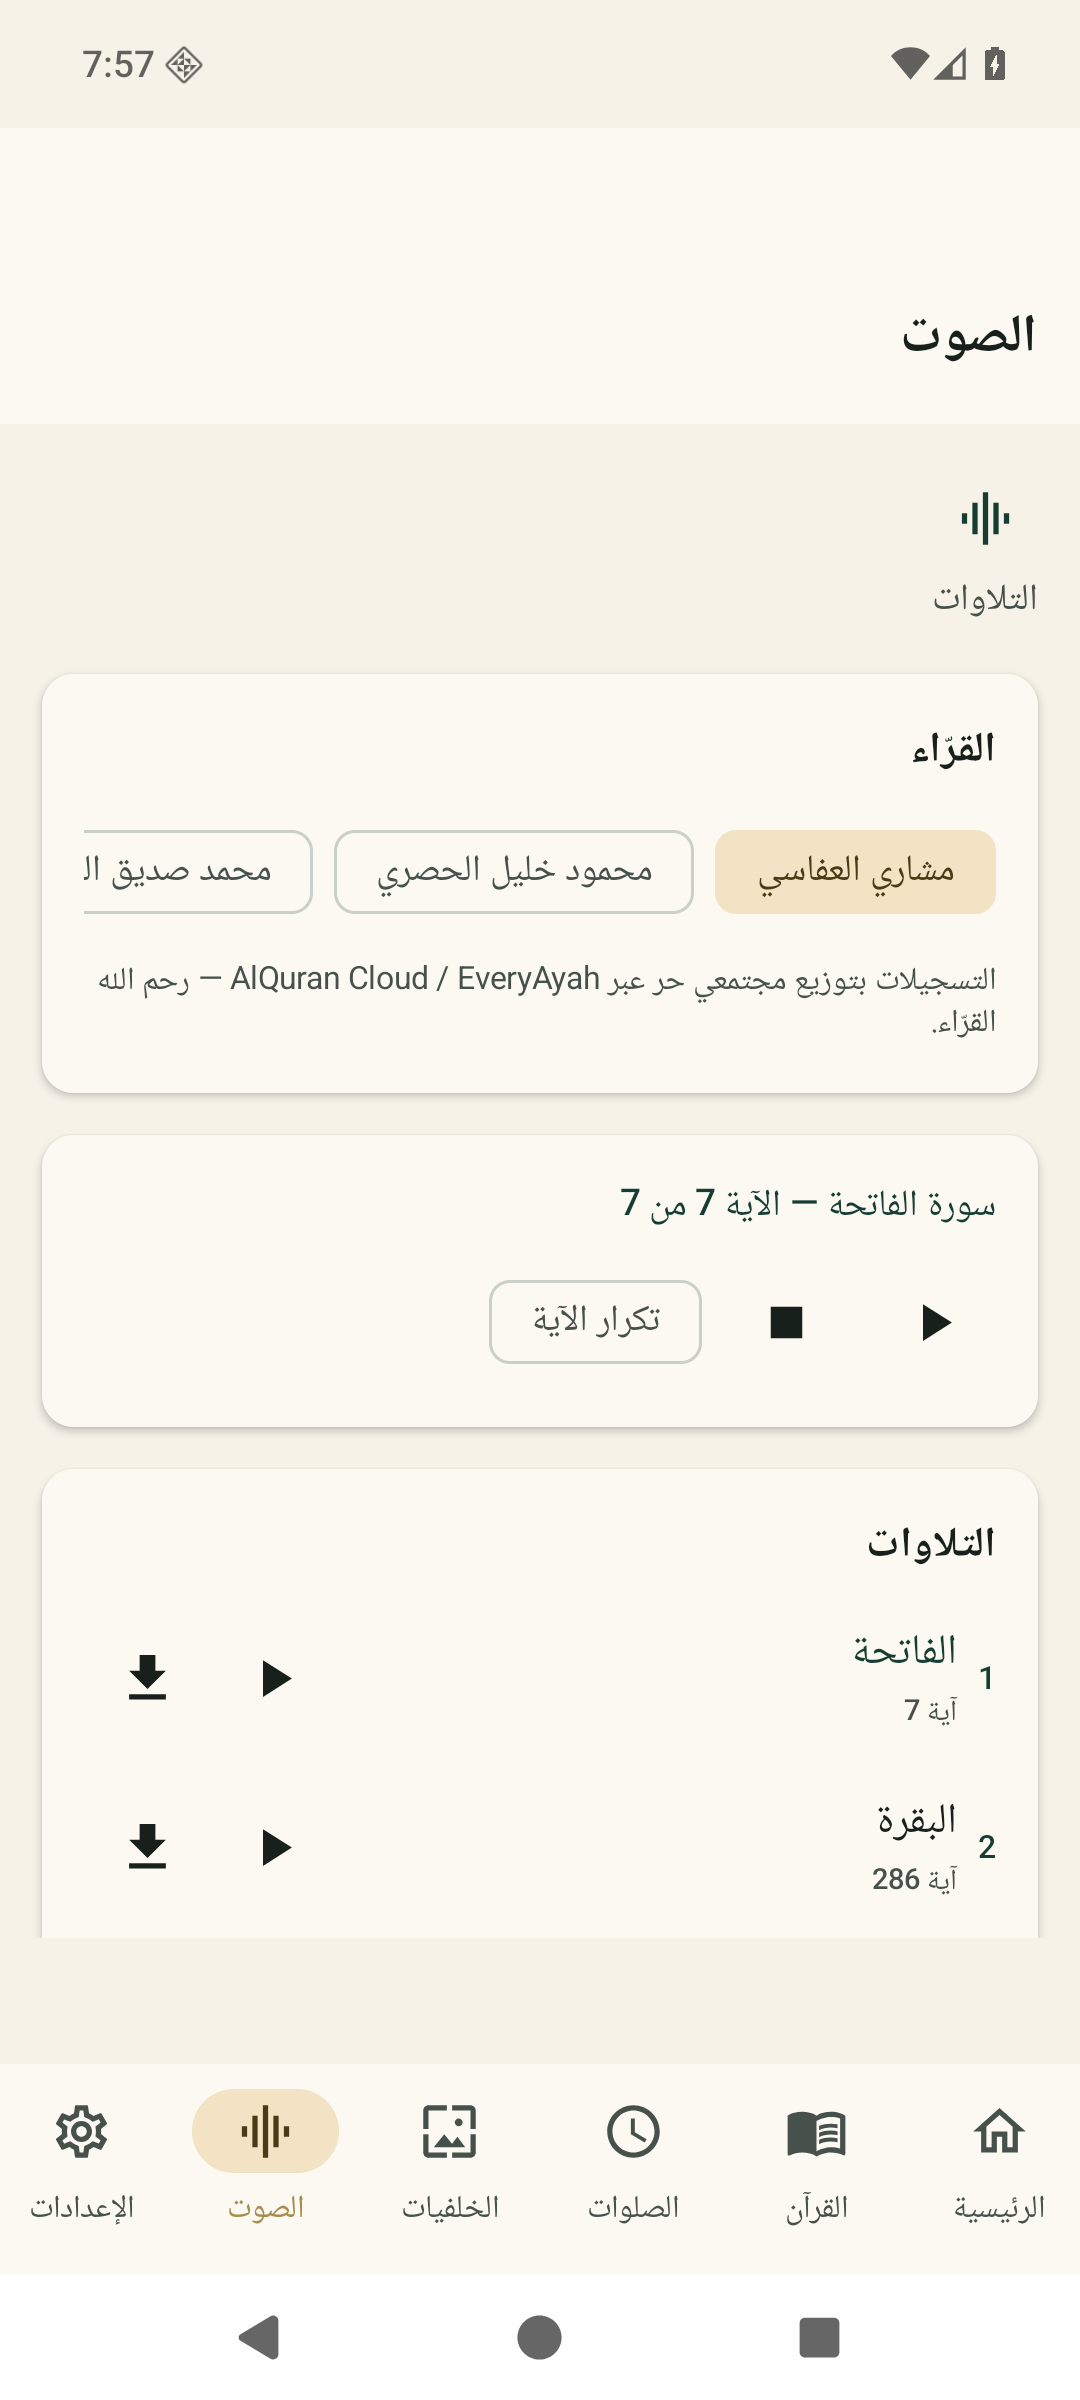 7:57
الصوت
التلاوات
القرّاء
مشاري العفاسي
محمود خليل الحصري
محمد صديق
التسجيلات بتوزيع مجتمعي حر عبر AlQuran Cloud / EveryAyah — رحم الله
القرّاء.
سورة الفاتحة — الآية 7 من 7
تكرار الآية
التلاوات
1
الفاتحة
آية 7
2
البقرة
آية 286
الرئيسية
القرآن
الصلوات
الخلفيات
الصوت
الإعدادات